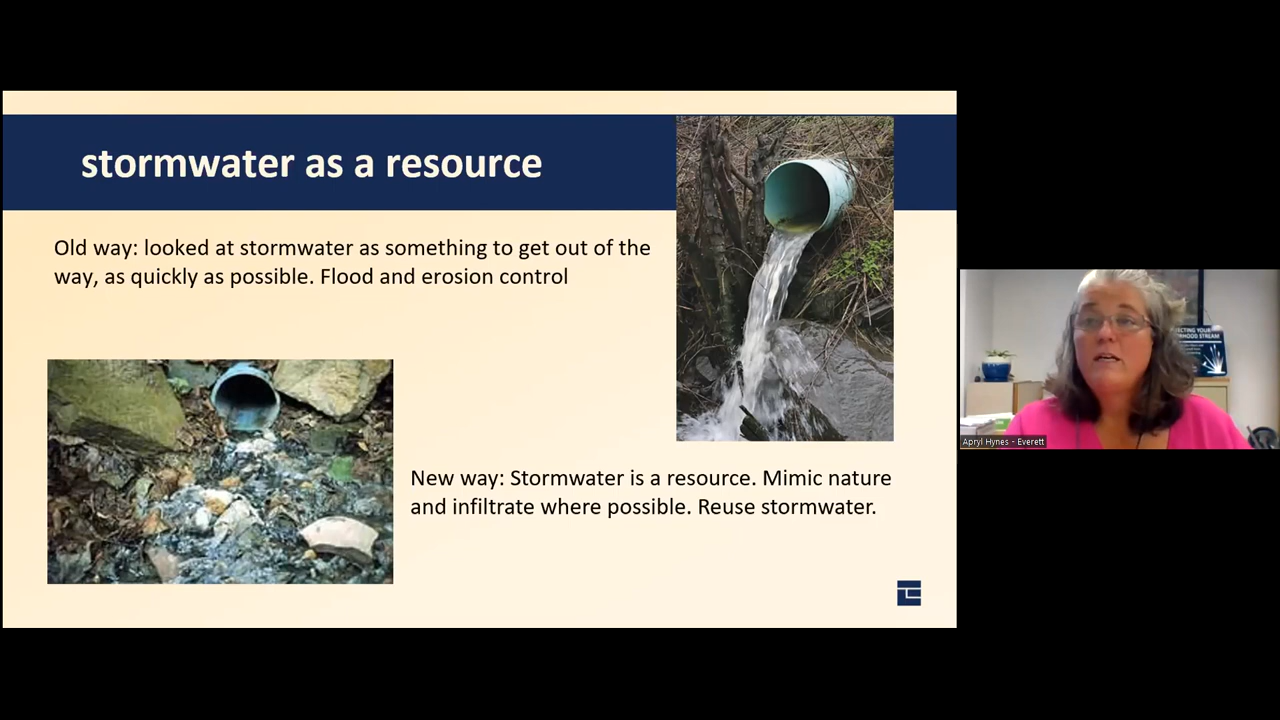 stormwater as a resource
Old way: looked at stormwater as something to get out of the
way, as quickly as possible. Flood and erosion control
New way: Stormwater is a resource. Mimic nature
and infiltrate where possible. Reuse stormwater.
Apryl Hynes - Everett